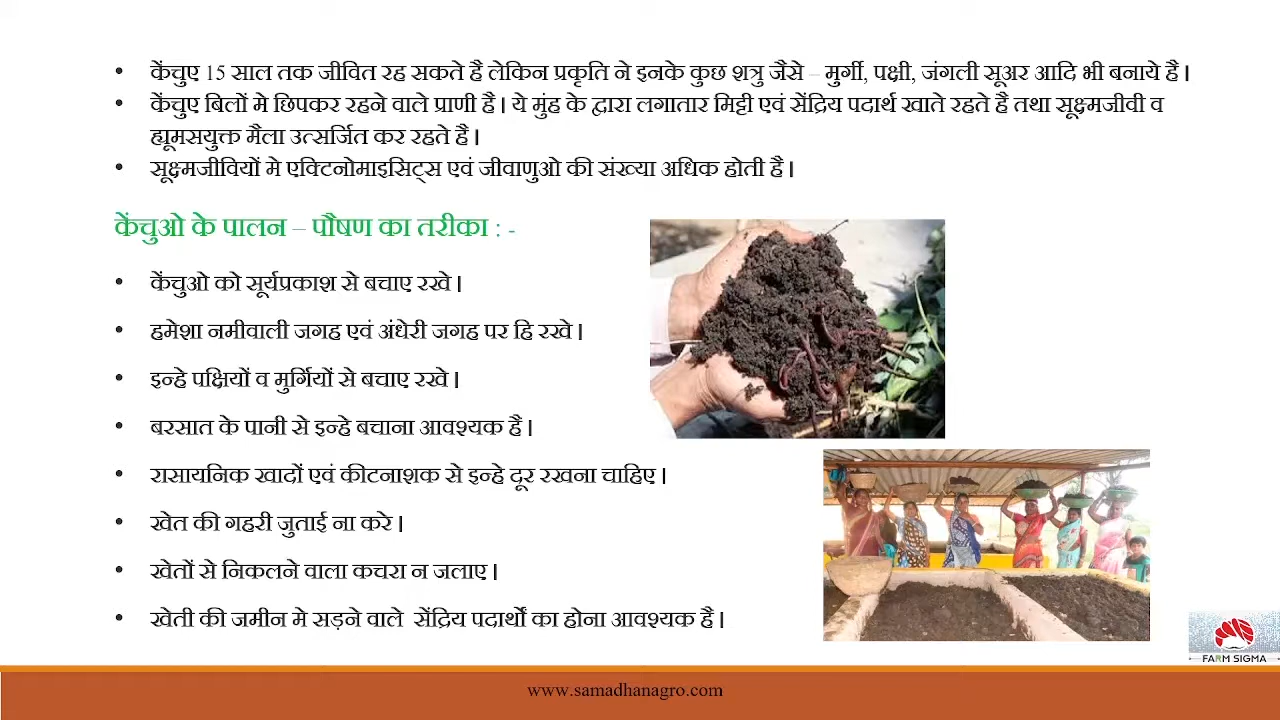 • केंचुए 15 साल तक जीवित रह सकते हैं लेकिन प्रकृति ने इनके कुछ शत्रु जैसे – मुर्गी, पक्षी, जंगली सूअर आदि भी बनाये है।
• केंचुए बिलों मे छिपकर रहने वाले प्राणी है। ये मुंह के द्वारा लगातार मिट्टी एवं सेंद्रिय पदार्थ खाते रहते है तथा सूक्ष्मजीवी व
ह्यूमसयुक्त मैला उत्सर्जित कर रहते है।
• सूक्ष्मजीवियों मे एक्टिनोमाइसिट्स एवं जीवाणुओ की संख्या अधिक होती है।
केंचुओ के पालन – पौषण का तरीका : -
• केंचुओ को सूर्यप्रकाश से बचाए रखे।
• हमेशा नमीवाली जगह एवं अंधेरी जगह पर हि रखे।
• इन्हे पक्षियों व मुर्गियों से बचाए रखे।
• बरसात के पानी से इन्हे बचाना आवश्यक है।
• रासायनिक खादों एवं कीटनाशक से इन्हे दूर रखना चाहिए।
• खेत की गहरी जुताई ना करे।
• खेतों से निकलने वाला कचरा न जलाए।
• खेती की जमीन मे सड़ने वाले सेंद्रिय पदार्थों का होना आवश्यक है।
FARM SIGMA
www.samadhanagro.com